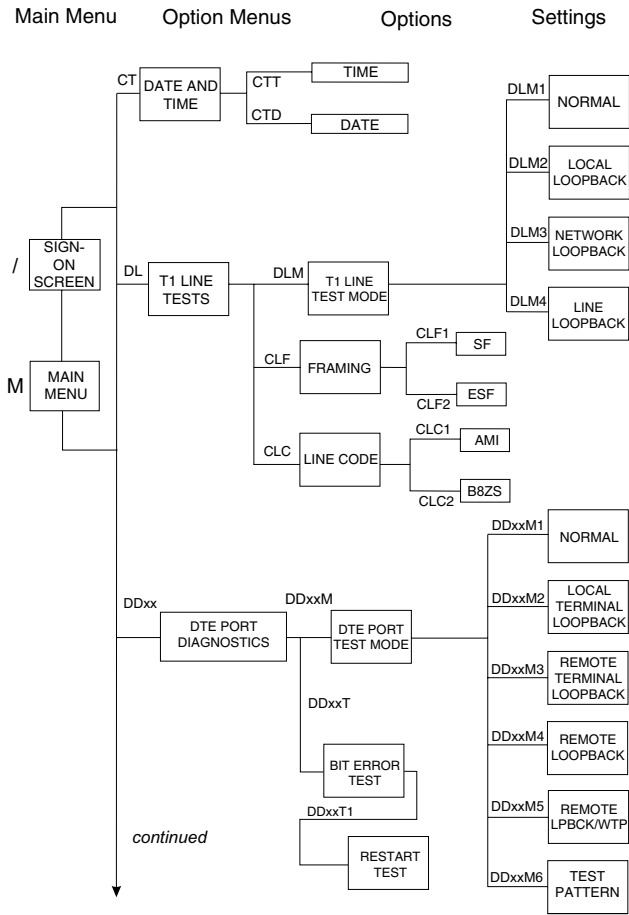 Main Menu
Option Menus
Options
Settings
CT
DATE AND
TIME
CTT
TIME
CTD
DATE
DLM1
NORMAL
DLM2
LOCAL
LOOPBACK
/
SIGN-
ON
SCREEN
DL
T1 LINE
TESTS
DLM
T1 LINE
TEST MODE
DLM3
NETWORK
LOOPBACK
DLM4
LINE
LOOPBACK
M
MAIN
MENU
CLF
FRAMING
CLF1
SF
CLF2
ESF
CLC
LINE CODE
CLC1
AMI
CLC2
B8ZS
DDxx
DTE PORT
DIAGNOSTICS
DDxxM
DTE PORT
TEST MODE
DDxxM1
NORMAL
DDxxM2
LOCAL
TERMINAL
LOOPBACK
DDxxM3
REMOTE
TERMINAL
LOOPBACK
DDxxT
BIT ERROR
TEST
DDxxM4
REMOTE
LOOPBACK
DDxxT1
RESTART
TEST
DDxxM5
REMOTE
LPBCK/WTP
DDxxM6
TEST
PATTERN
continued